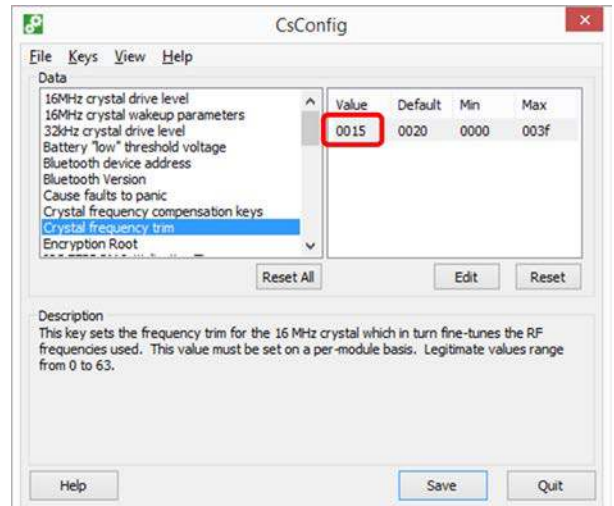 CsConfig
File Keys View Help
Data
16MHz crystal drive level
16MHz crystal wakeup parameters
32kHz crystal drive level
Battery "low" threshold voltage
Bluetooth device address
Bluetooth Version
Cause faults to panic
Crystal frequency compensation keys
Crystal frequency trim
Encryption Root
Value Default Min Max
0015 0020 0000 003f
Reset All Edit Reset
Description
This key sets the frequency trim for the 16 MHz crystal which in turn fine-tunes the RF
frequencies used. This value must be set on a per-module basis. Legitimate values range
from 0 to 63.
Help Save Quit